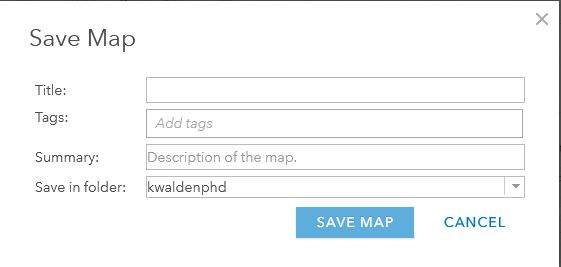 Save Map
Title:
Tags:
Add tags
Summary:
Description of the map.
Save in folder:
kwaldenphd
SAVE MAP
CANCEL